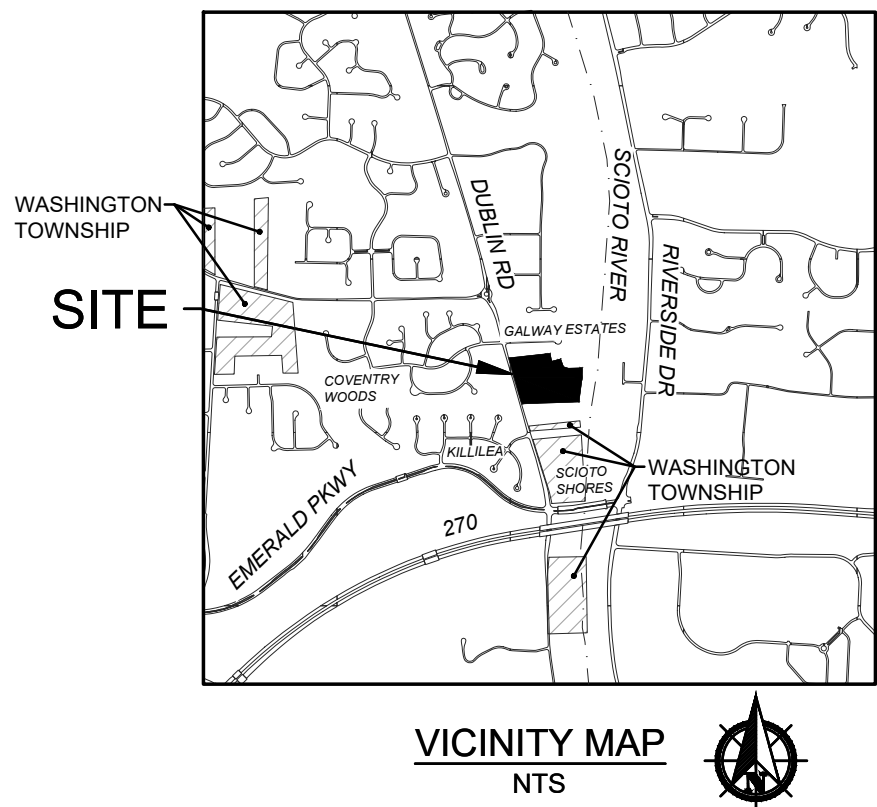 WASHINGTON
TOWNSHIP
SITE
DUBLIN RD
SCIOTO RIVER
RIVERSIDE DR
GALWAY ESTATES
COVENTRY
WOODS
KILLILEA
SCIOTO
SHORES
WASHINGTON
TOWNSHIP
EMERALD PKWY
270
VICINITY MAP
NTS
N